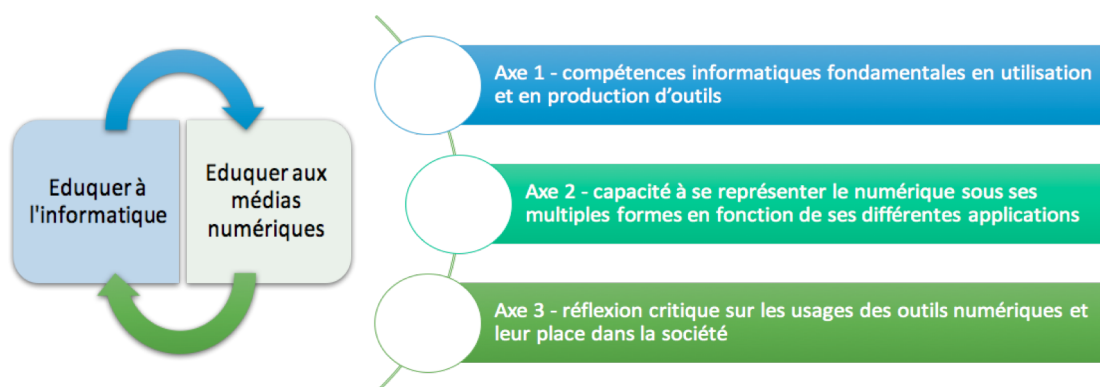 Eduquer à
l'informatique
Eduquer aux
médias
numériques
Axe 1 - compétences informatiques fondamentales en utilisation
et en production d’outils
Axe 2 - capacité à se représenter le numérique sous ses
multiples formes en fonction de ses différentes applications
Axe 3 - réflexion critique sur les usages des outils numériques et
leur place dans la société